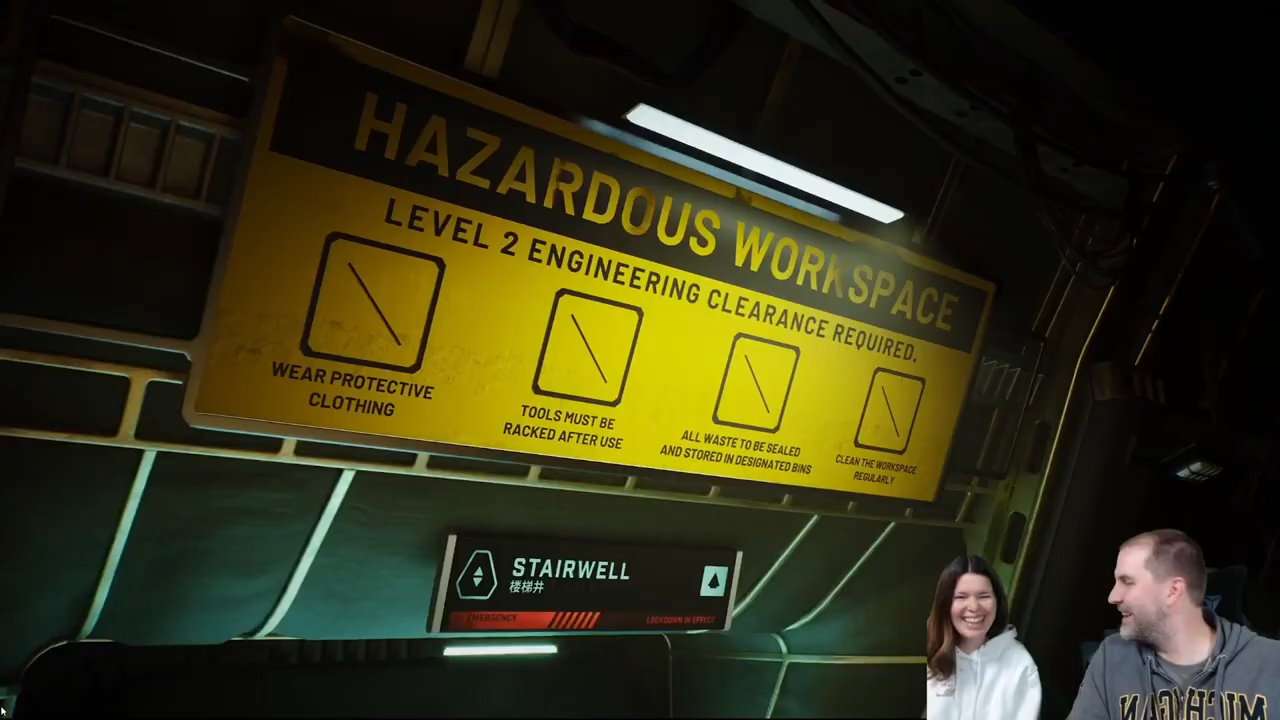 HAZARDOUS WORKSPACE
LEVEL 2 ENGINEERING CLEARANCE REQUIRED.
WEAR PROTECTIVE
CLOTHING
TOOLS MUST BE
RACKED AFTER USE
ALL WASTE TO BE SEALED
AND STORED IN DESIGNATED BINS
CLEAN THE WORKSPACE
REGULARLY
STAIRWELL
楼梯井
EMERGENCY
LOCKDOWN IN EFFECT
MICHIGAN